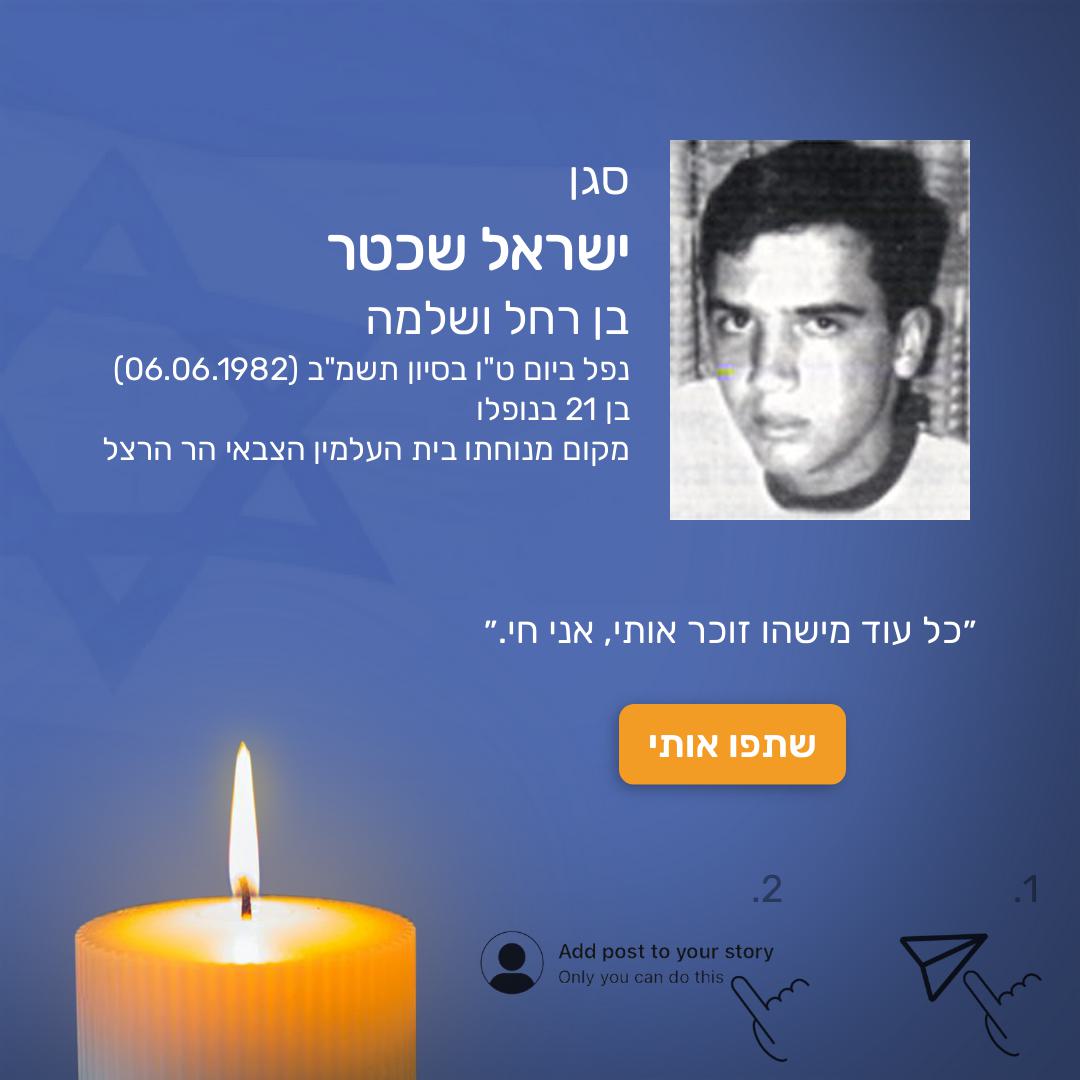 סגן
ישראל שכטר
בן רחל ושלמה
נפל ביום ט"ו בסיון תשמ"ב (06.06.1982)
בן 21 בנופלו
מקום מנוחתו בית העלמין הצבאי הר הרצל
״כל עוד מישהו זוכר אותי, אני חי.״
שתפו אותי
1.
2.
Add post to your story
Only you can do this